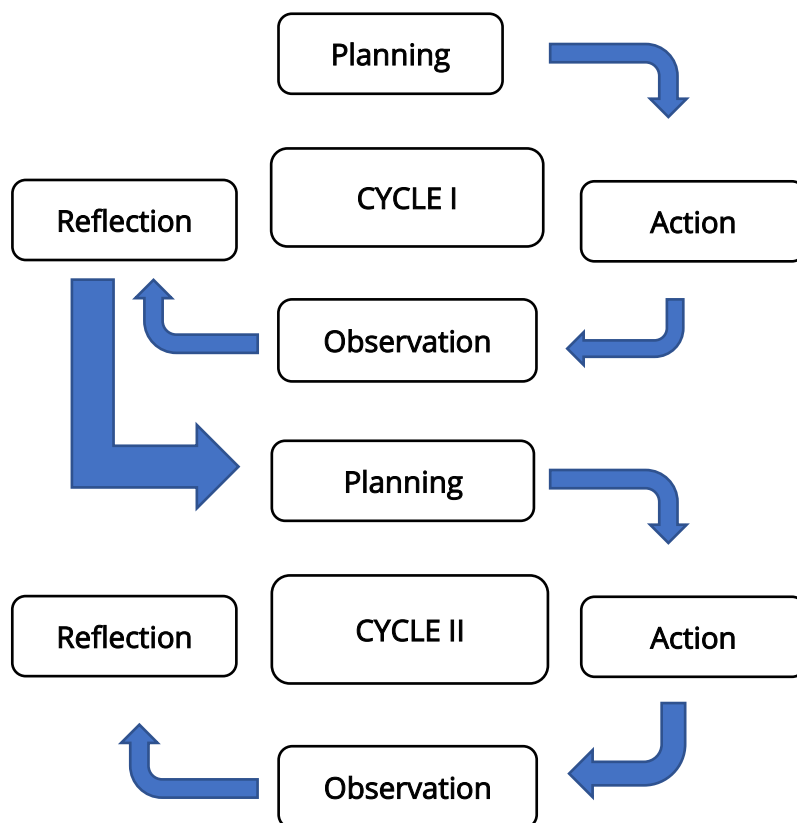 Planning
CYCLE I
Reflection
Action
Observation
Planning
CYCLE II
Reflection
Action
Observation